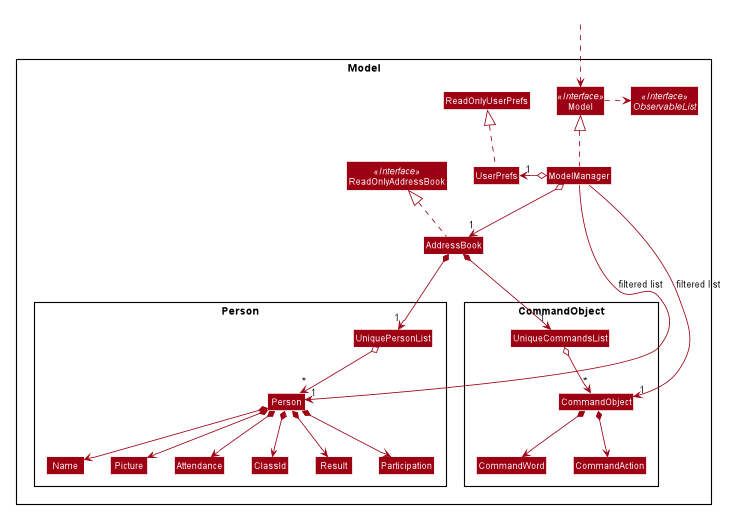 Model
ReadOnlyUserPrefs
«Interface»
Model
«Interface»
ObservableList
«Interface»
ReadOnlyAddressBook
UserPrefs
1
ModelManager
1
AddressBook
filtered list
filtered list
Person
CommandObject
1
UniquePersonList
1
UniqueCommandsList
*
1
Person
*
1
CommandObject
Name
Picture
Attendance
ClassId
Result
Participation
CommandWord
CommandAction